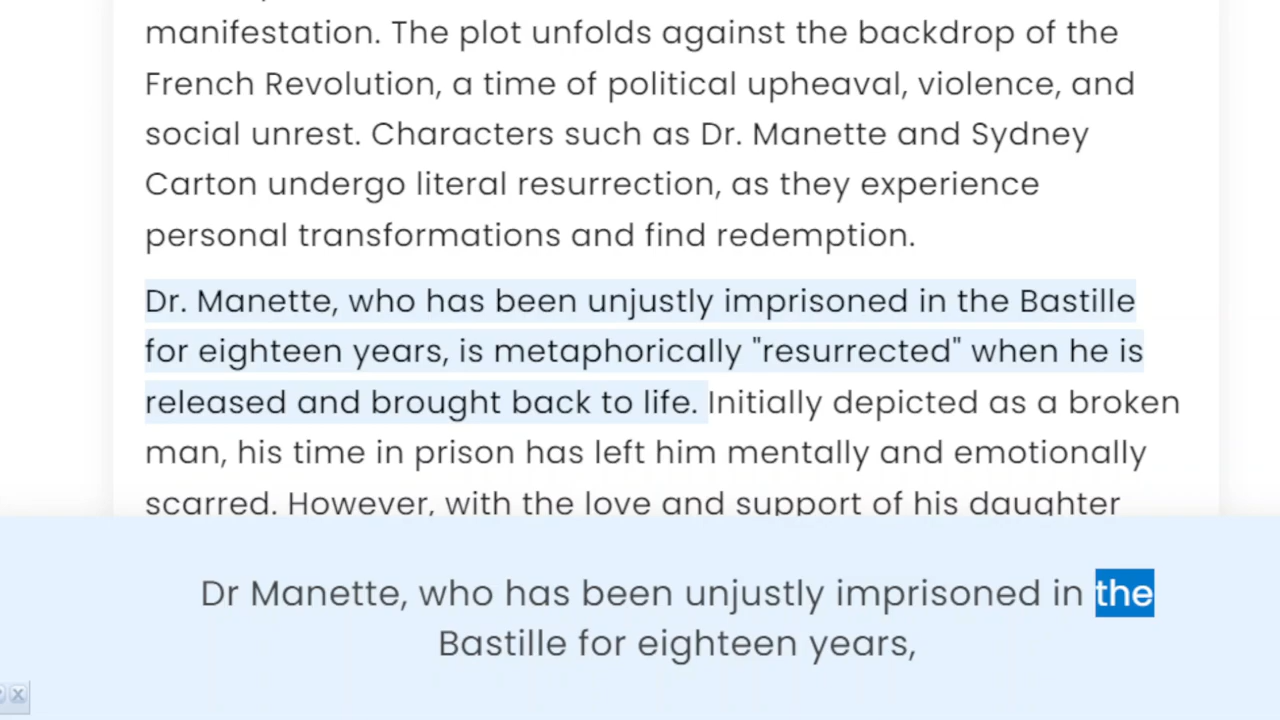 manifestation. The plot unfolds against the backdrop of the
French Revolution, a time of political upheaval, violence, and
social unrest. Characters such as Dr. Manette and Sydney
Carton undergo literal resurrection, as they experience
personal transformations and find redemption.
Dr. Manette, who has been unjustly imprisoned in the Bastille
for eighteen years, is metaphorically "resurrected" when he is
released and brought back to life. Initially depicted as a broken
man, his time in prison has left him mentally and emotionally
scarred. However, with the love and support of his daughter
Dr Manette, who has been unjustly imprisoned in the
Bastille for eighteen years,